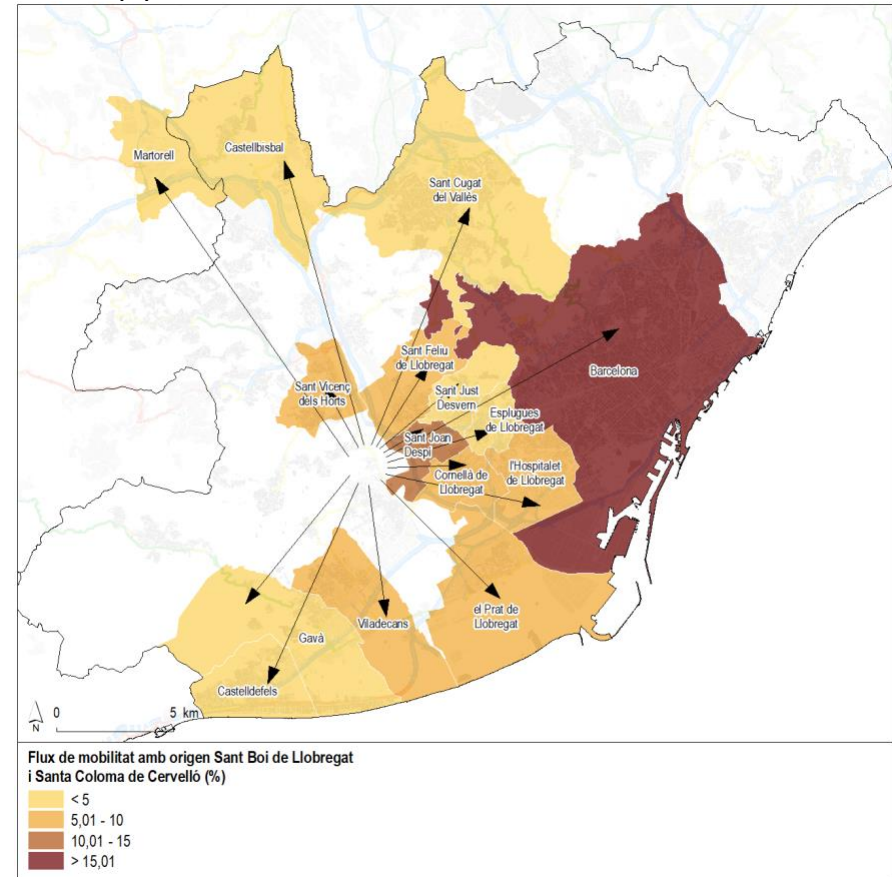 Martorell
Castellbisbal
Sant Cugat
del Vallès
Sant Feliu
de Llobregat
Barcelona
Sant Vicenç
dels Horts
Sant Just
Desvern
Esplugues
de Llobregat
Sant Joan
Despí
Cornellà de
Llobregat
l'Hospitalet
de Llobregat
el Prat de
Llobregat
Viladecans
Gavà
Castelldefels
N
0 5 km
Flux de mobilitat amb origen Sant Boi de Llobregat
i Santa Coloma de Cervelló (%)
< 5
5,01 - 10
10,01 - 15
> 15,01